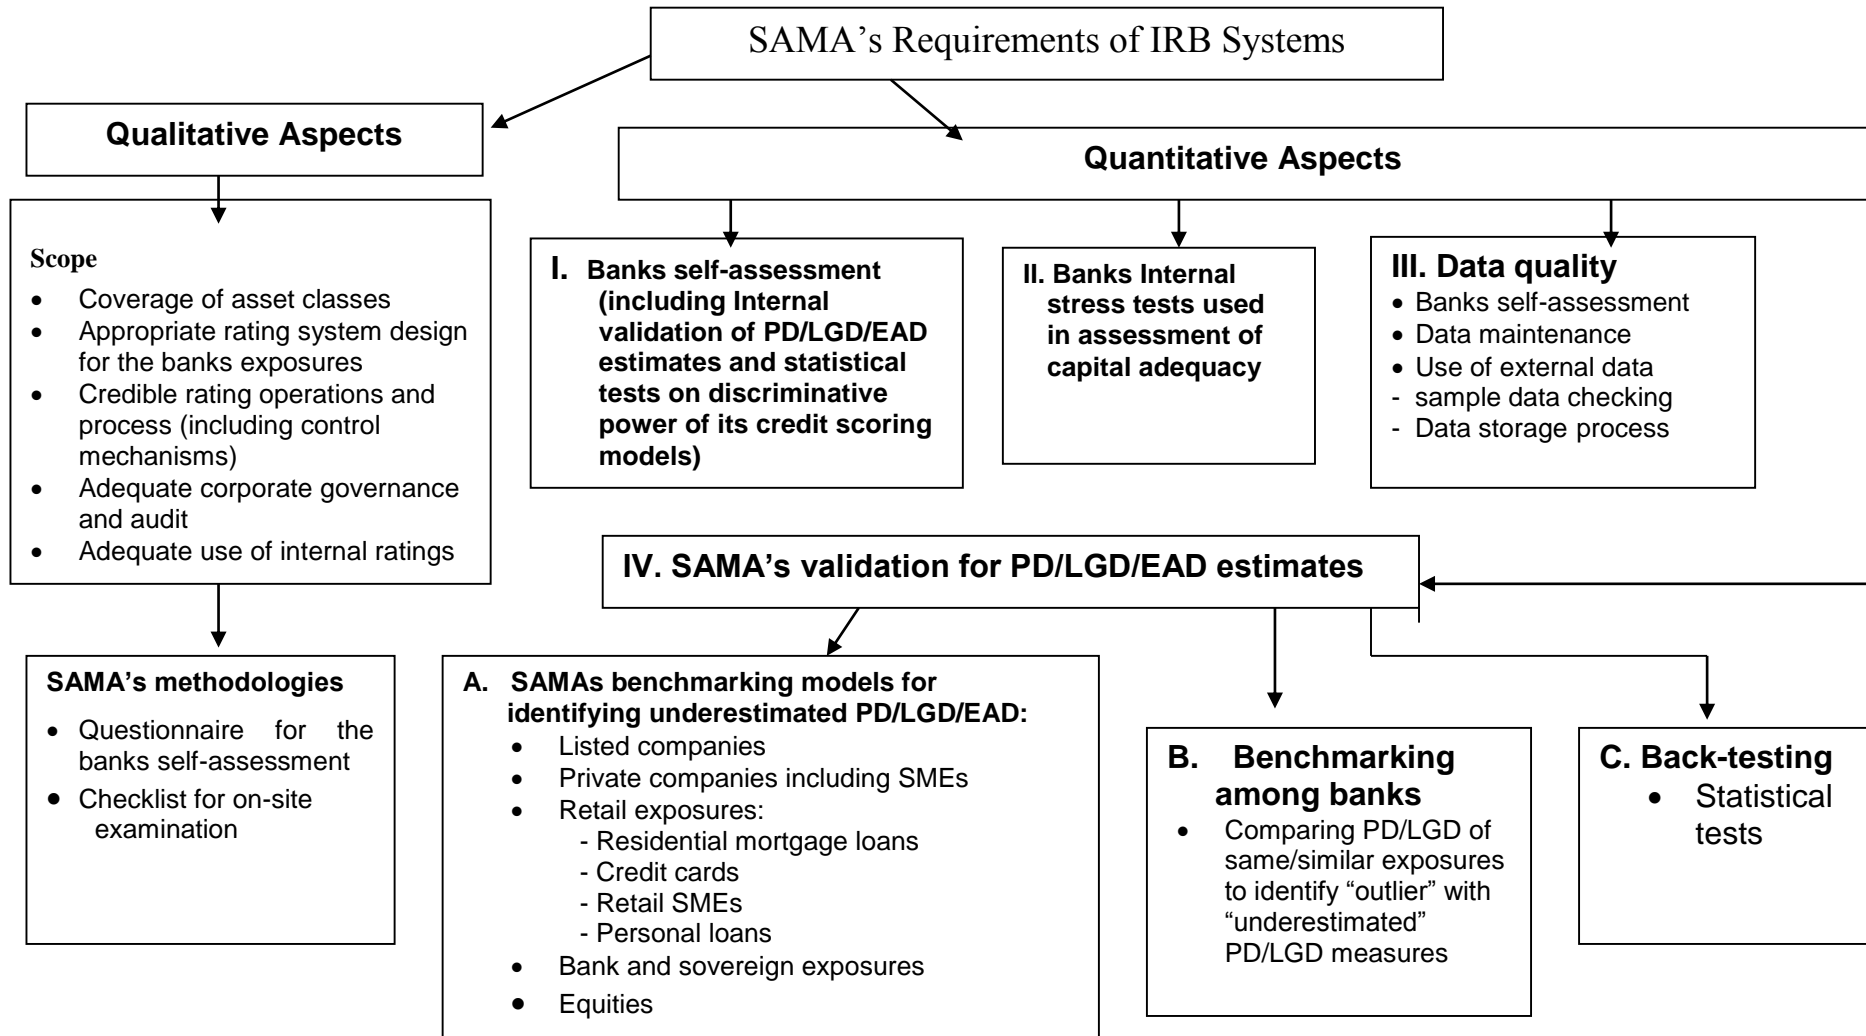 SAMA’s Requirements of IRB Systems
Qualitative Aspects
Quantitative Aspects
Scope
• Coverage of asset classes
• Appropriate rating system design
for the banks exposures
• Credible rating operations and
process (including control
mechanisms)
• Adequate corporate governance
and audit
• Adequate use of internal ratings
I. Banks self-assessment
(including Internal
validation of PD/LGD/EAD
estimates and statistical
tests on discriminative
power of its credit scoring
models)
II. Banks Internal
stress tests used
in assessment of
capital adequacy
III. Data quality
• Banks self-assessment
• Data maintenance
• Use of external data
- sample data checking
- Data storage process
IV. SAMA’s validation for PD/LGD/EAD estimates
SAMA’s methodologies
• Questionnaire for the
banks self-assessment
• Checklist for on-site
examination
A. SAMAs benchmarking models for
identifying underestimated PD/LGD/EAD:
• Listed companies
• Private companies including SMEs
• Retail exposures:
- Residential mortgage loans
- Credit cards
- Retail SMEs
- Personal loans
• Bank and sovereign exposures
• Equities
B. Benchmarking
among banks
• Comparing PD/LGD of
same/similar exposures
to identify “outlier” with
“underestimated”
PD/LGD measures
C. Back-testing
• Statistical
tests